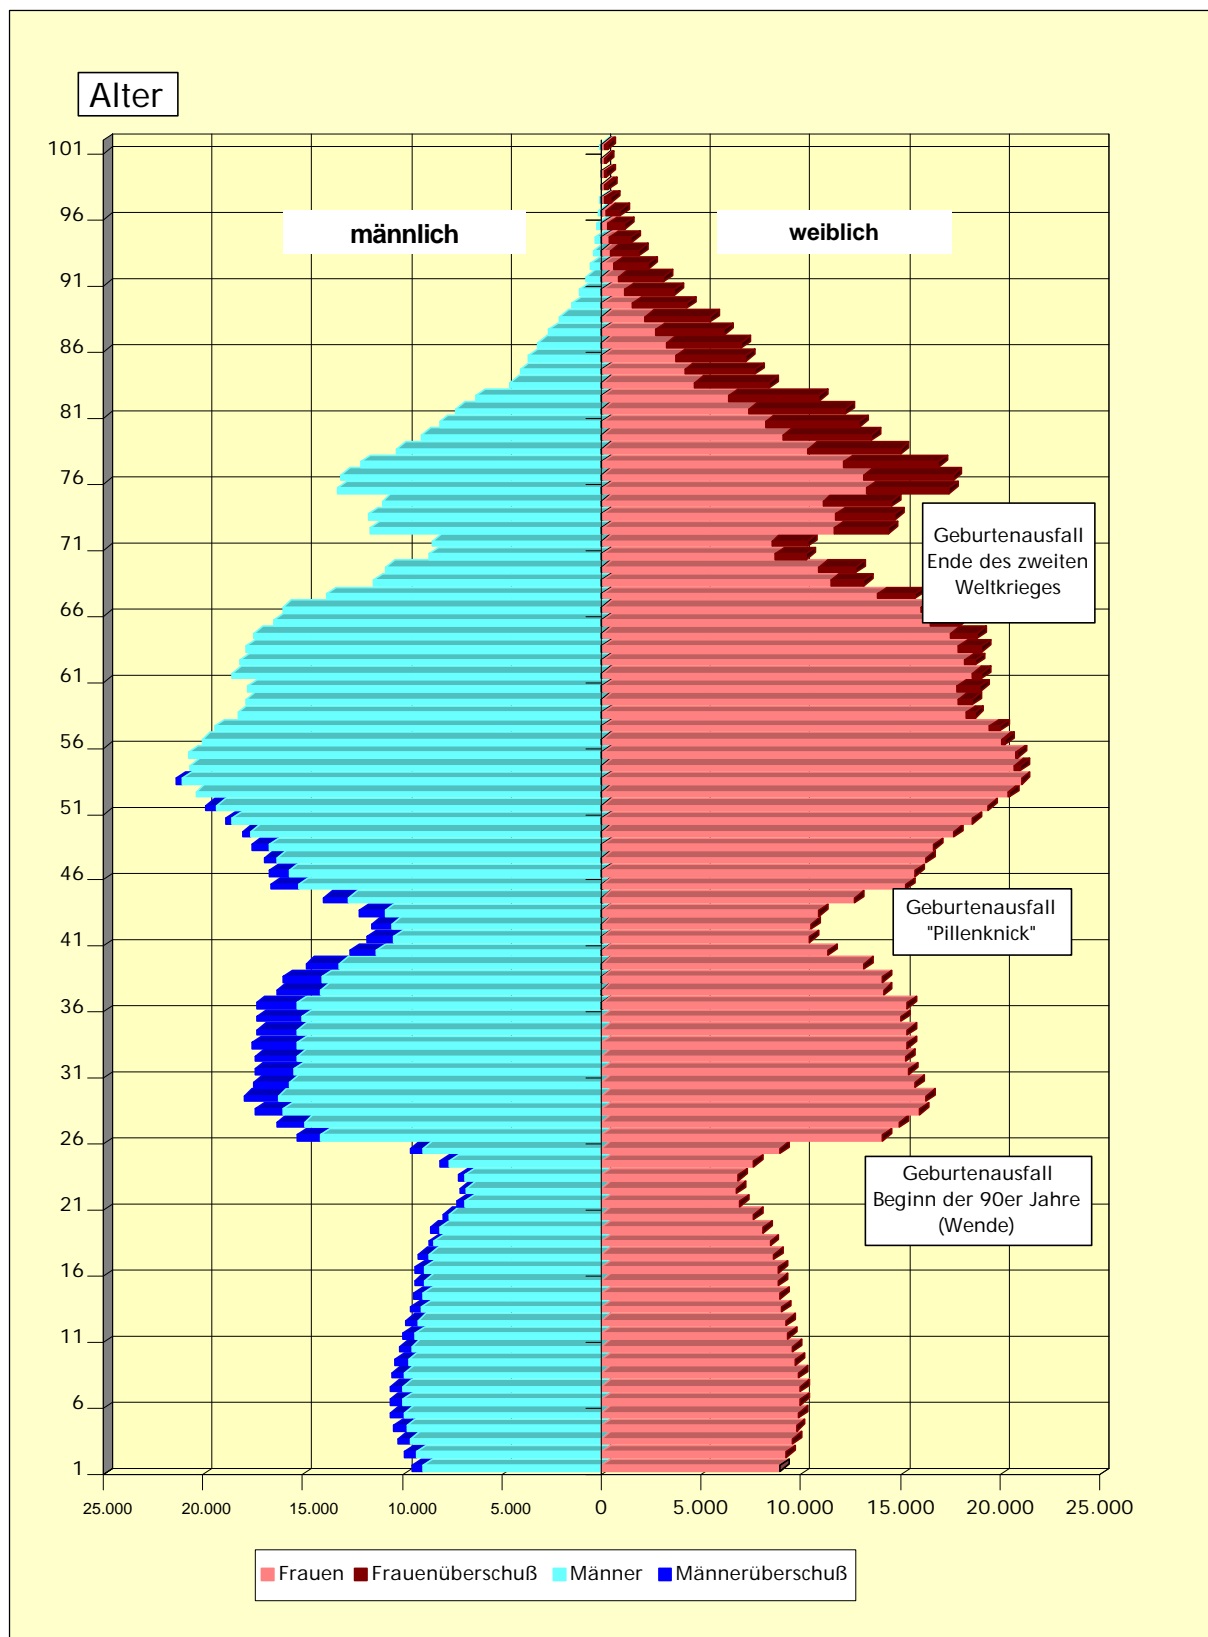 Alter
101
96
91
86
81
76
71
66
61
56
51
46
41
36
31
26
21
16
11
6
1
männlich
weiblich
Geburtenausfall
Ende des zweiten
Weltkrieges
Geburtenausfall
"Pillenknick"
Geburtenausfall
Beginn der 90er Jahre
(Wende)
25.000 20.000 15.000 10.000 5.000 0 5.000 10.000 15.000 20.000 25.000
Frauen Frauenüberschuß Männer Männerüberschuß